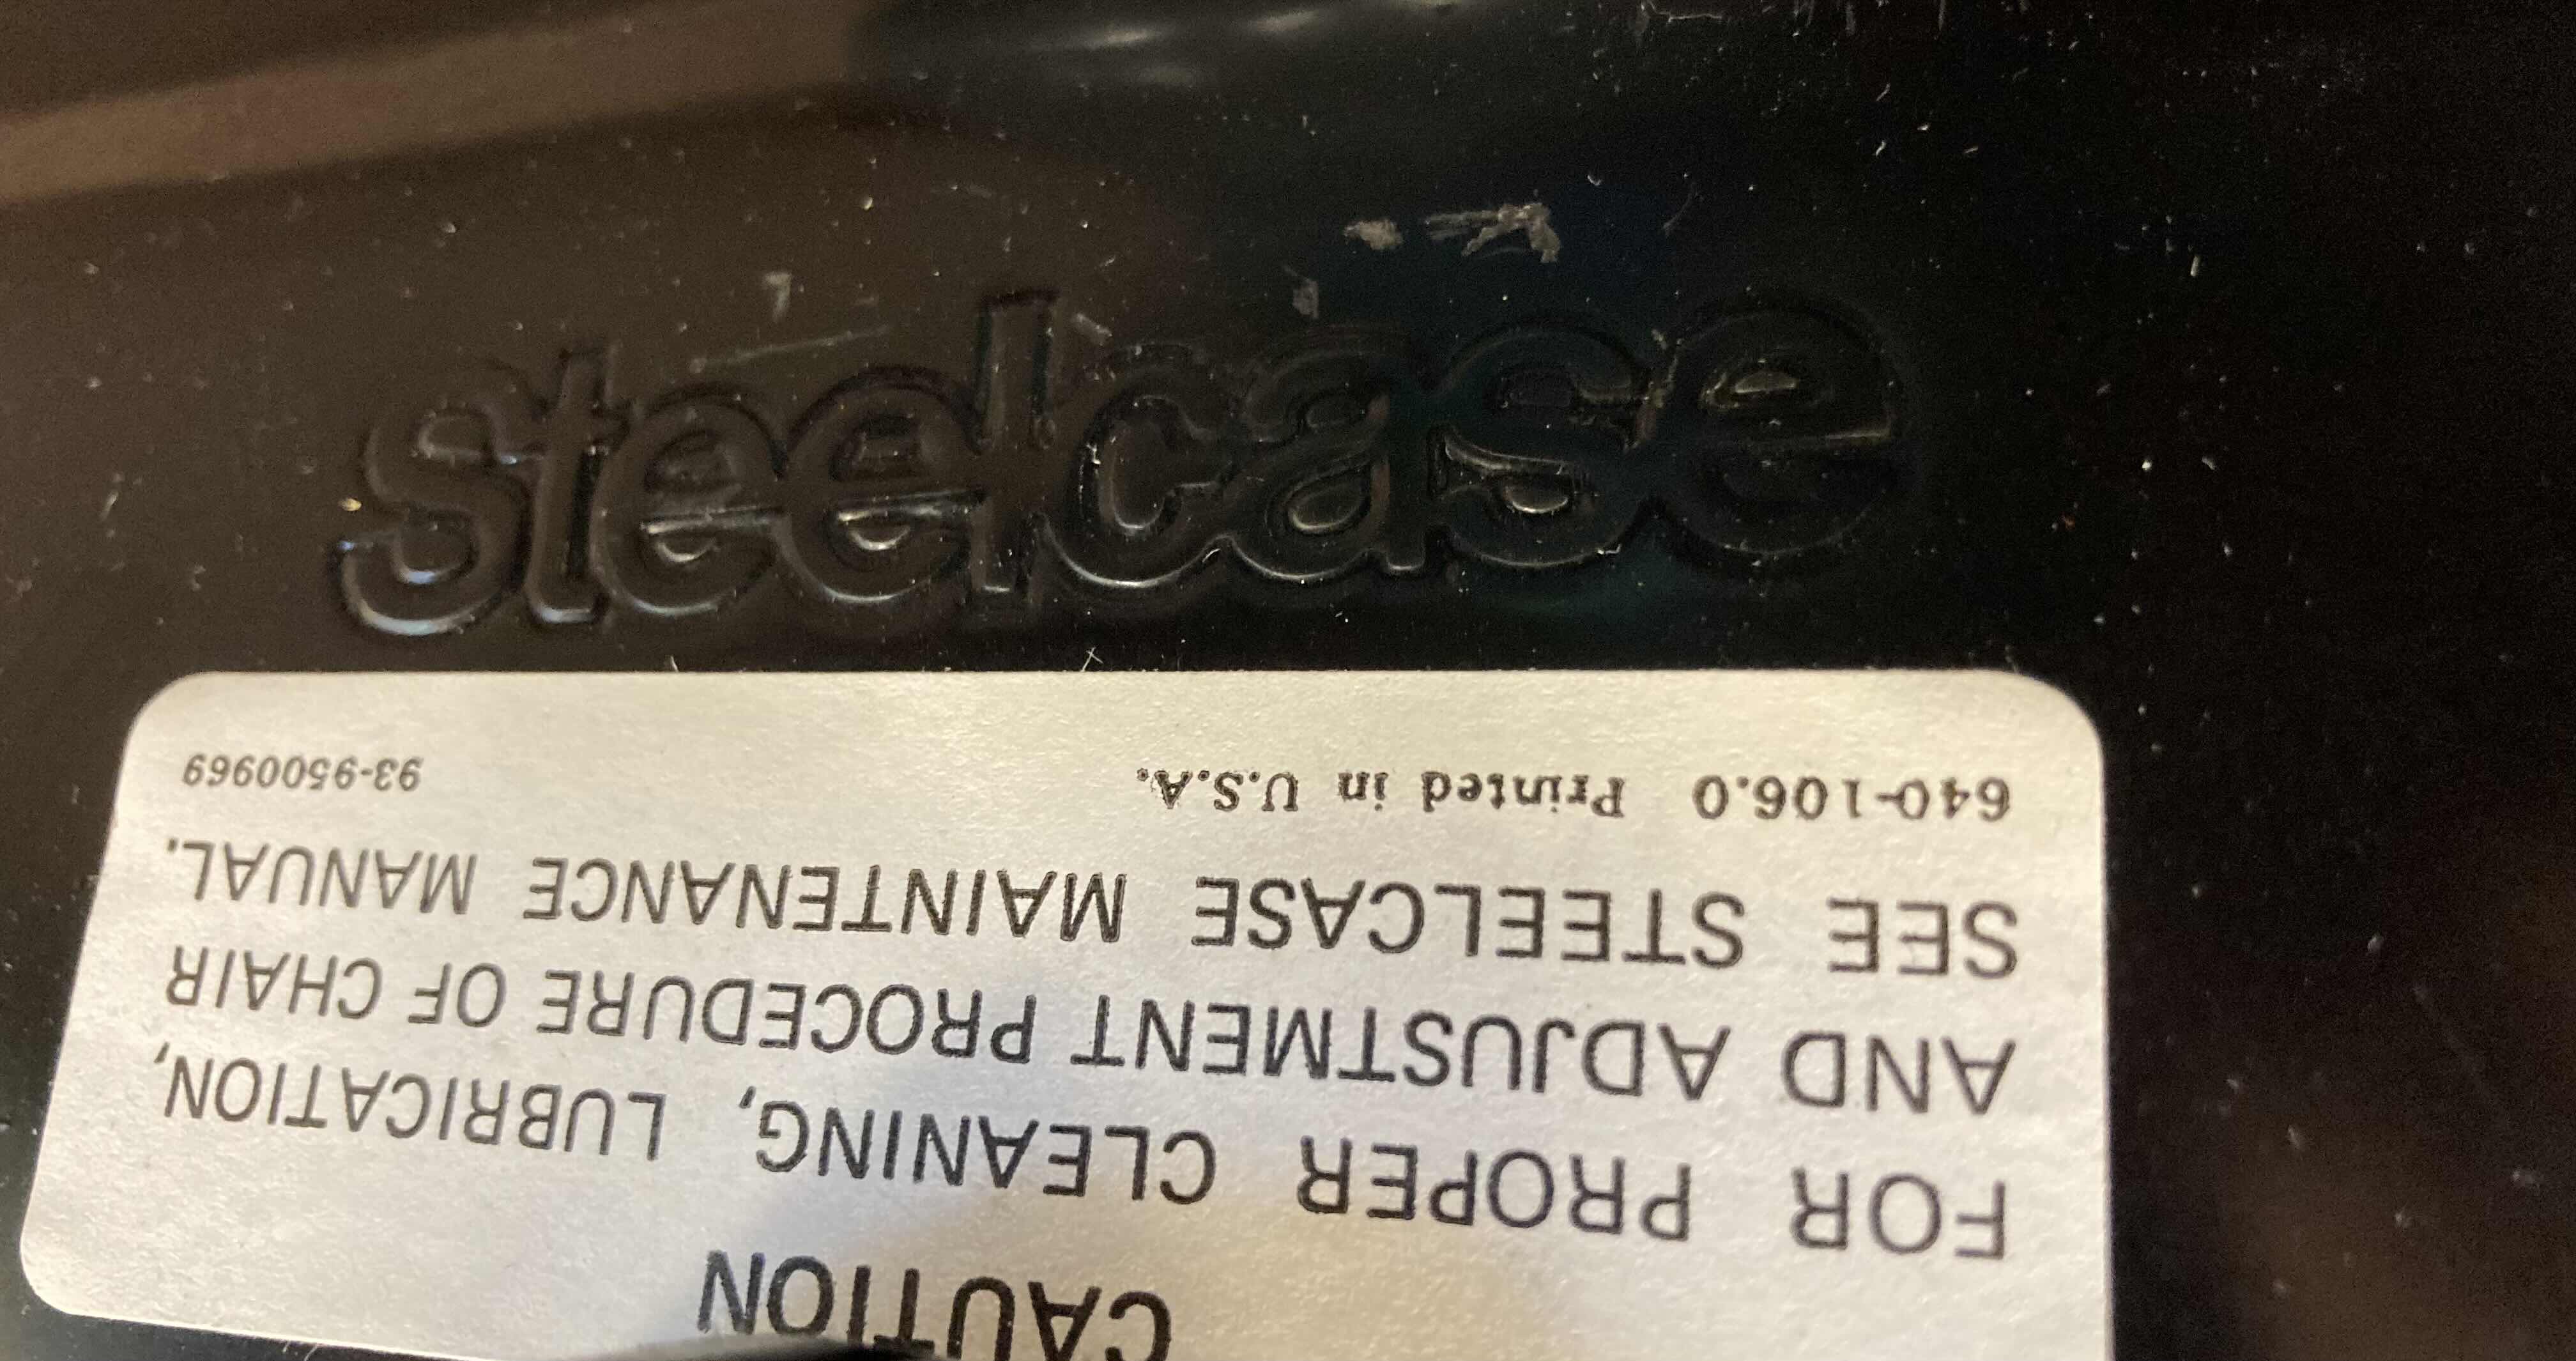 steelcase
CAUTION
FOR PROPER CLEANING, LUBRICATION,
AND ADJUSTMENT PROCEDURE OF CHAIR
SEE STEELCASE MAINTENANCE MANUAL.
640-106.0 Printed in U.S.A. 93-9500969